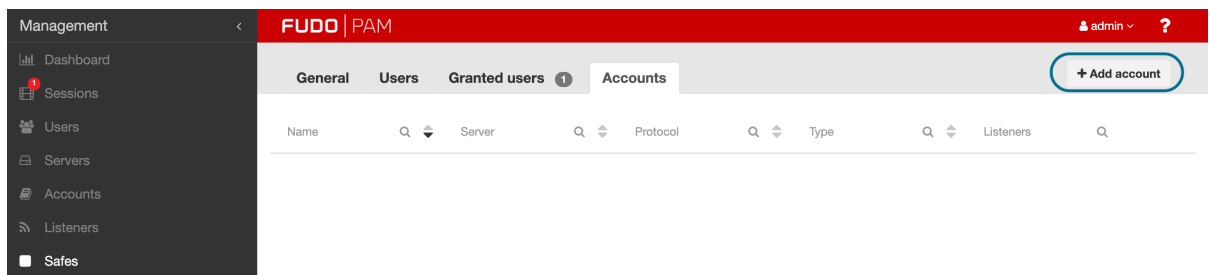 Management
FUDO PAM
admin
?
Dashboard
1
Sessions
Users
Servers
Accounts
Listeners
Safes
General Users Granted users 1 Accounts
+ Add account
Name Server Protocol Type Listeners